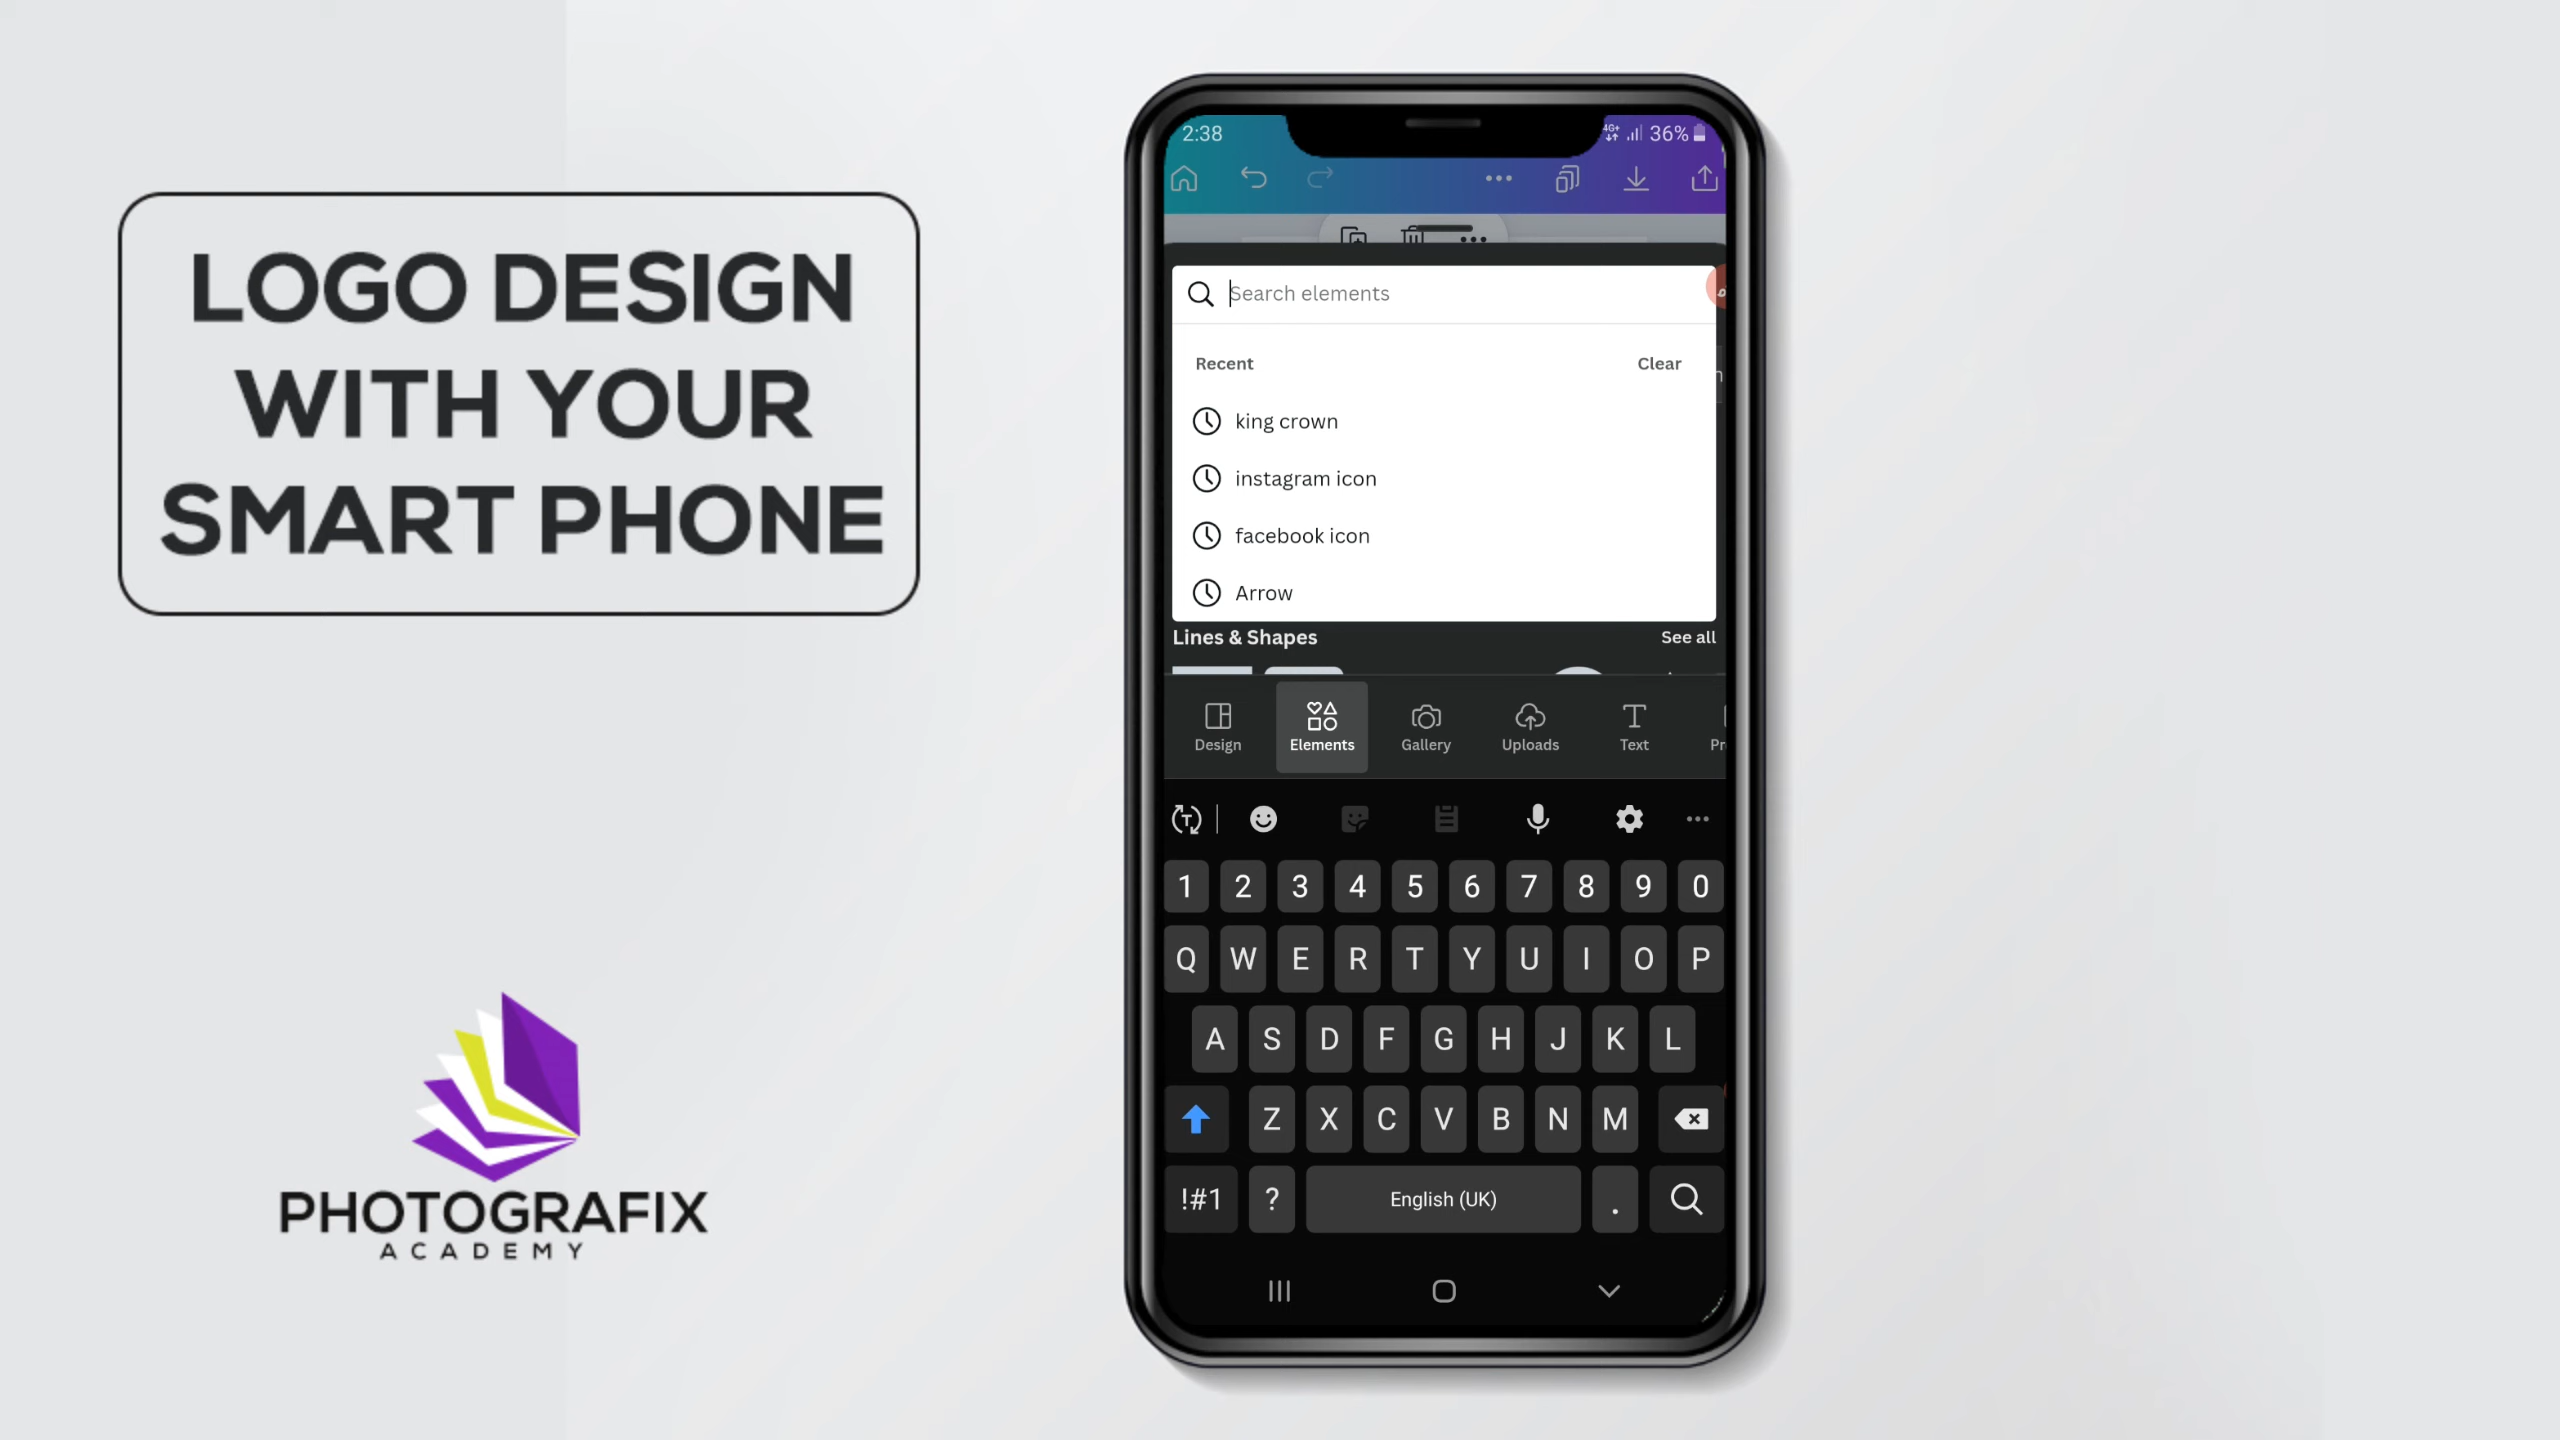 LOGO DESIGN
WITH YOUR
SMART PHONE
PHOTOGRAFIX
ACADEMY
2:38
4G+ 36%
Search elements
Recent Clear
king crown
instagram icon
facebook icon
Arrow
Lines & Shapes See all
Design Elements Gallery Uploads Text Pr
1 2 3 4 5 6 7 8 9 0
Q W E R T Y U I O P
A S D F G H J K L
Z X C V B N M
!#1 ? English (UK) .